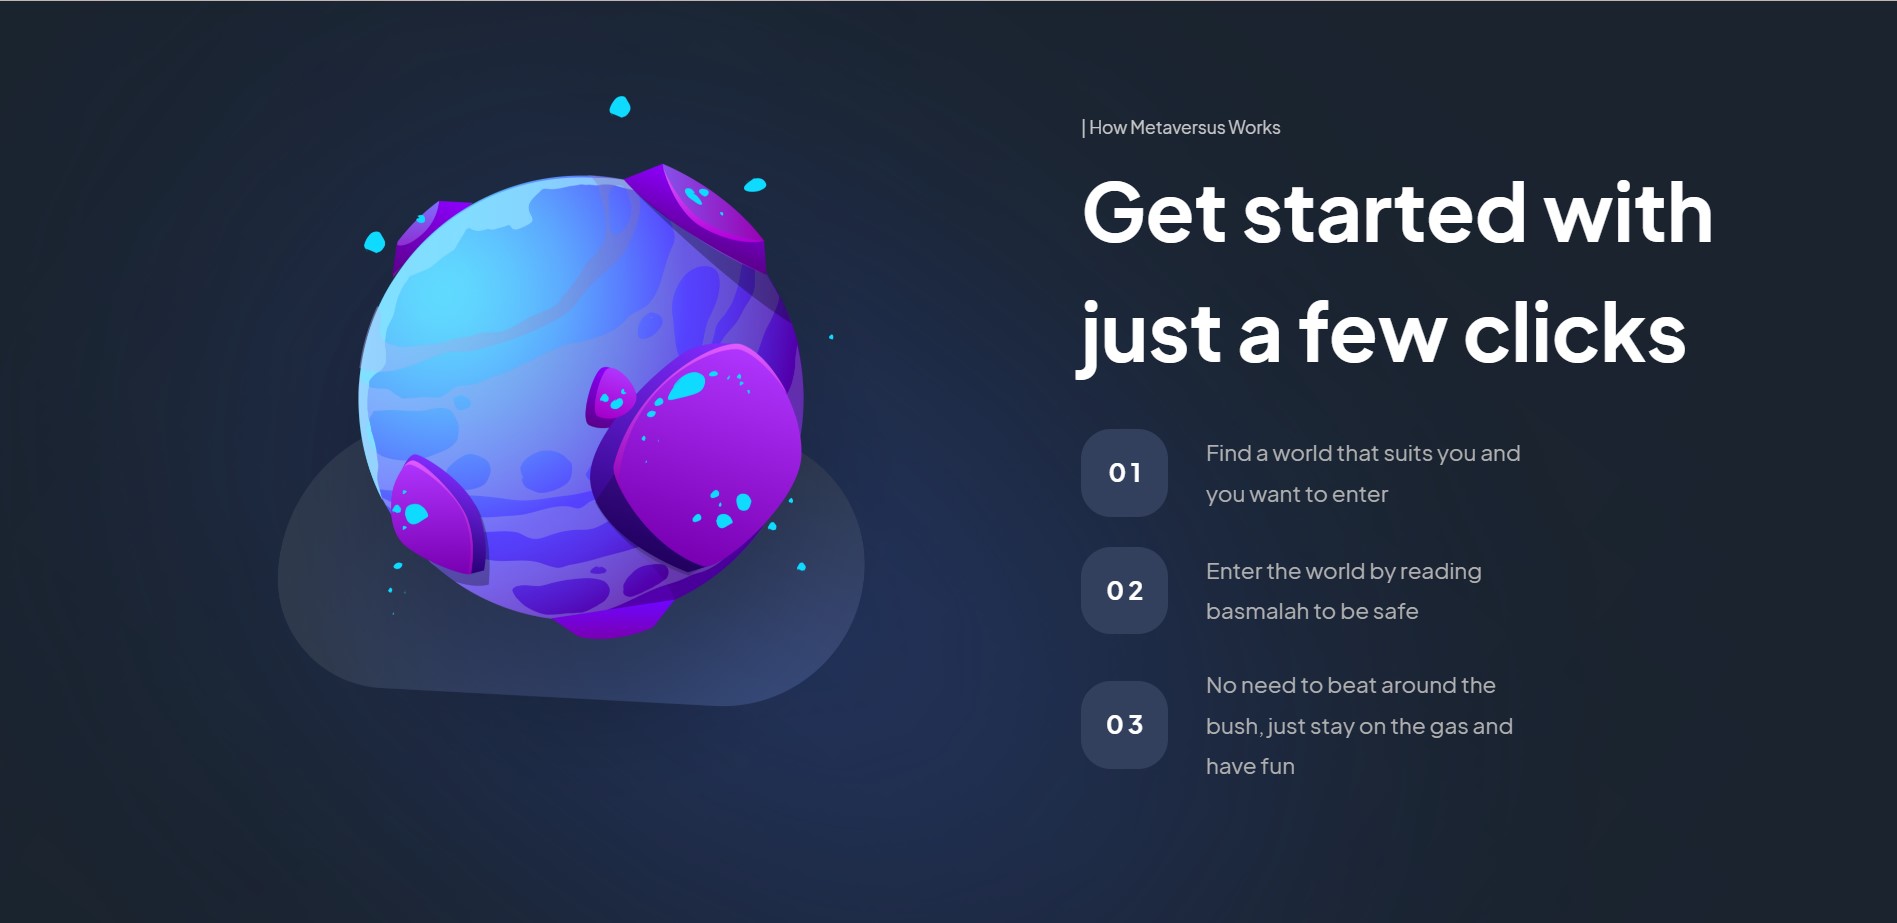 | How Metaversus Works
Get started with
just a few clicks
01
Find a world that suits you and
you want to enter
02
Enter the world by reading
basmalah to be safe
03
No need to beat around the
bush, just stay on the gas and
have fun